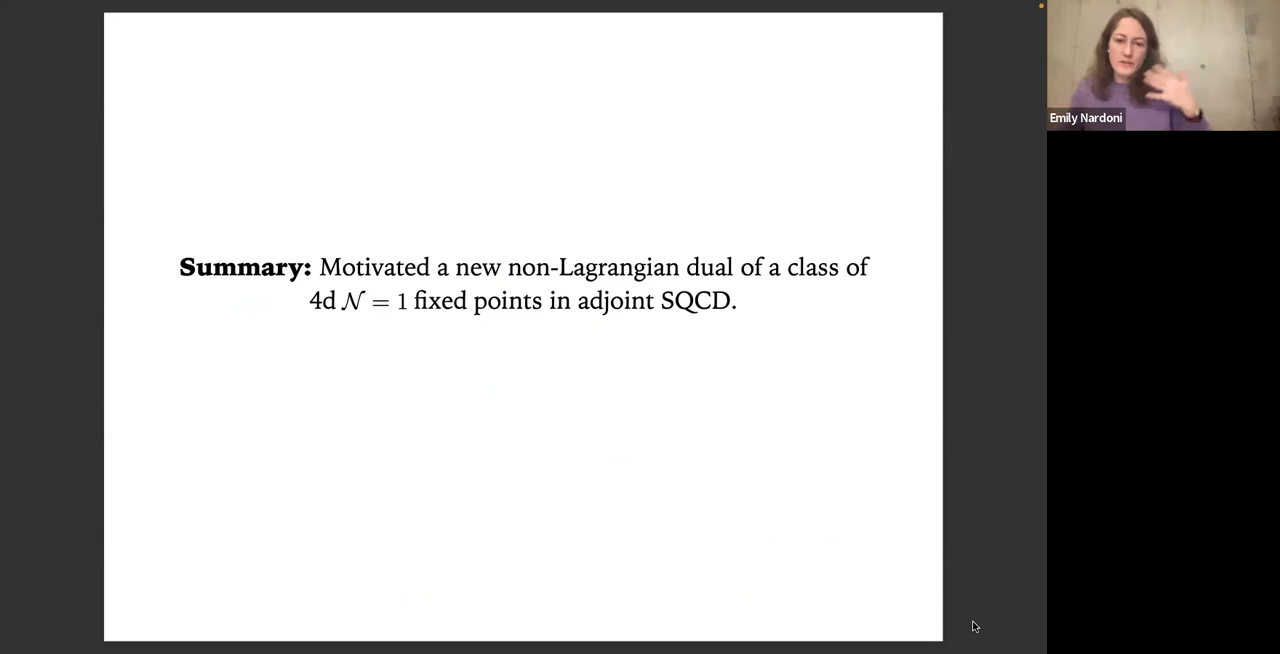 Summary: Motivated a new non-Lagrangian dual of a class of
4d 𝒩 = 1 fixed points in adjoint SQCD.
Emily Nardoni